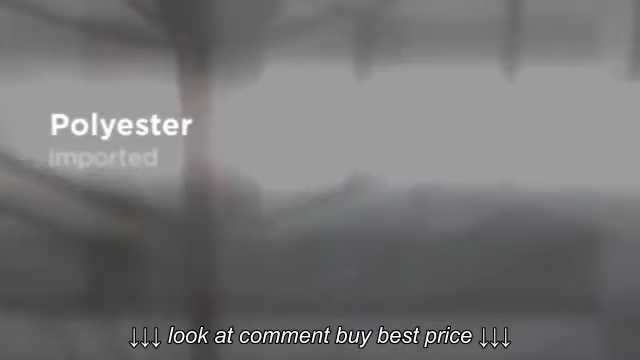 Polyester
Imported
↓↓↓ look at comment buy best price ↓↓↓